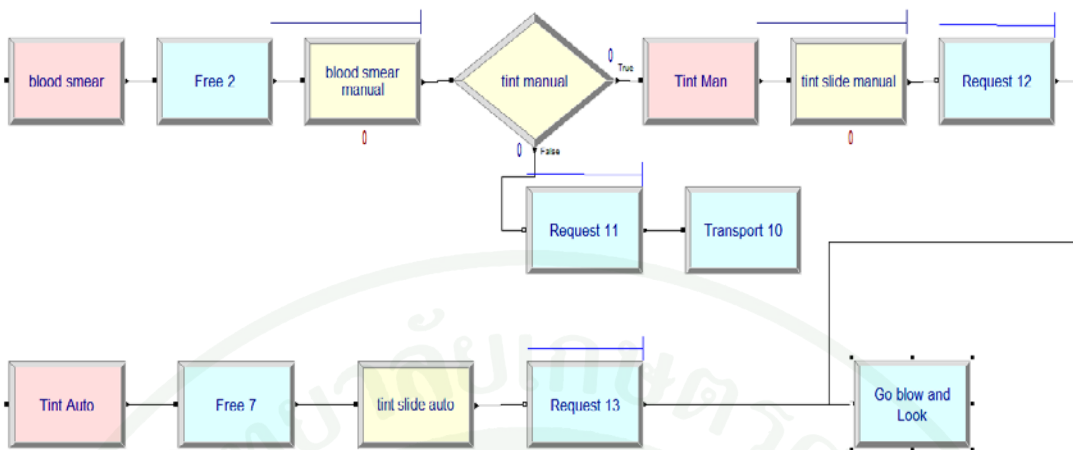 blood smear
Free 2
blood smear
manual
0
tint manual
0
True
0
False
Tint Man
tint slide manual
0
Request 12
Request 11
Transport 10
Tint Auto
Free 7
tint slide auto
Request 13
Go blow and
Look